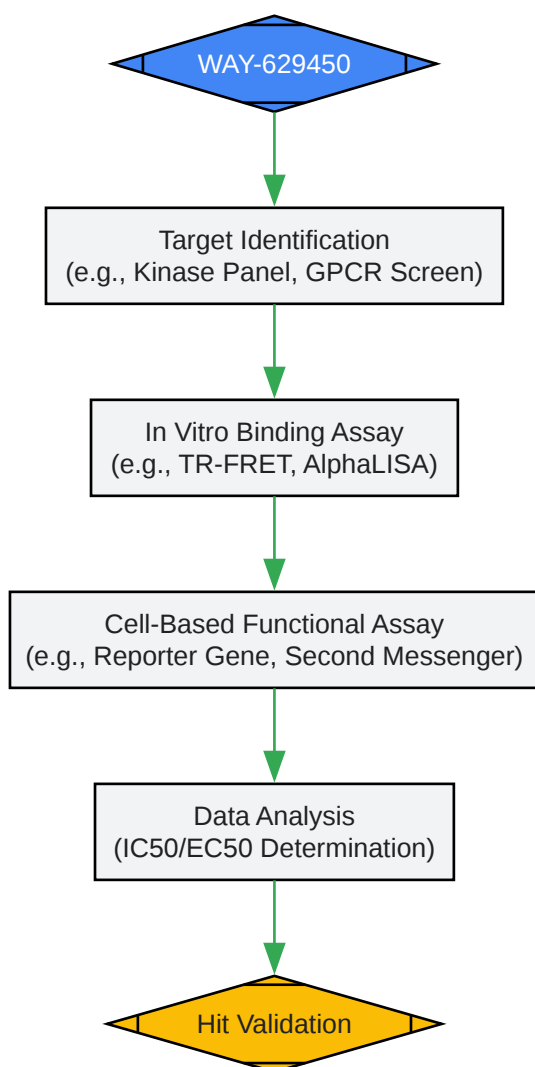 WAY-629450
Target Identification
(e.g., Kinase Panel, GPCR Screen)
In Vitro Binding Assay
(e.g., TR-FRET, AlphaLISA)
Cell-Based Functional Assay
(e.g., Reporter Gene, Second Messenger)
Data Analysis
(IC50/EC50 Determination)
Hit Validation